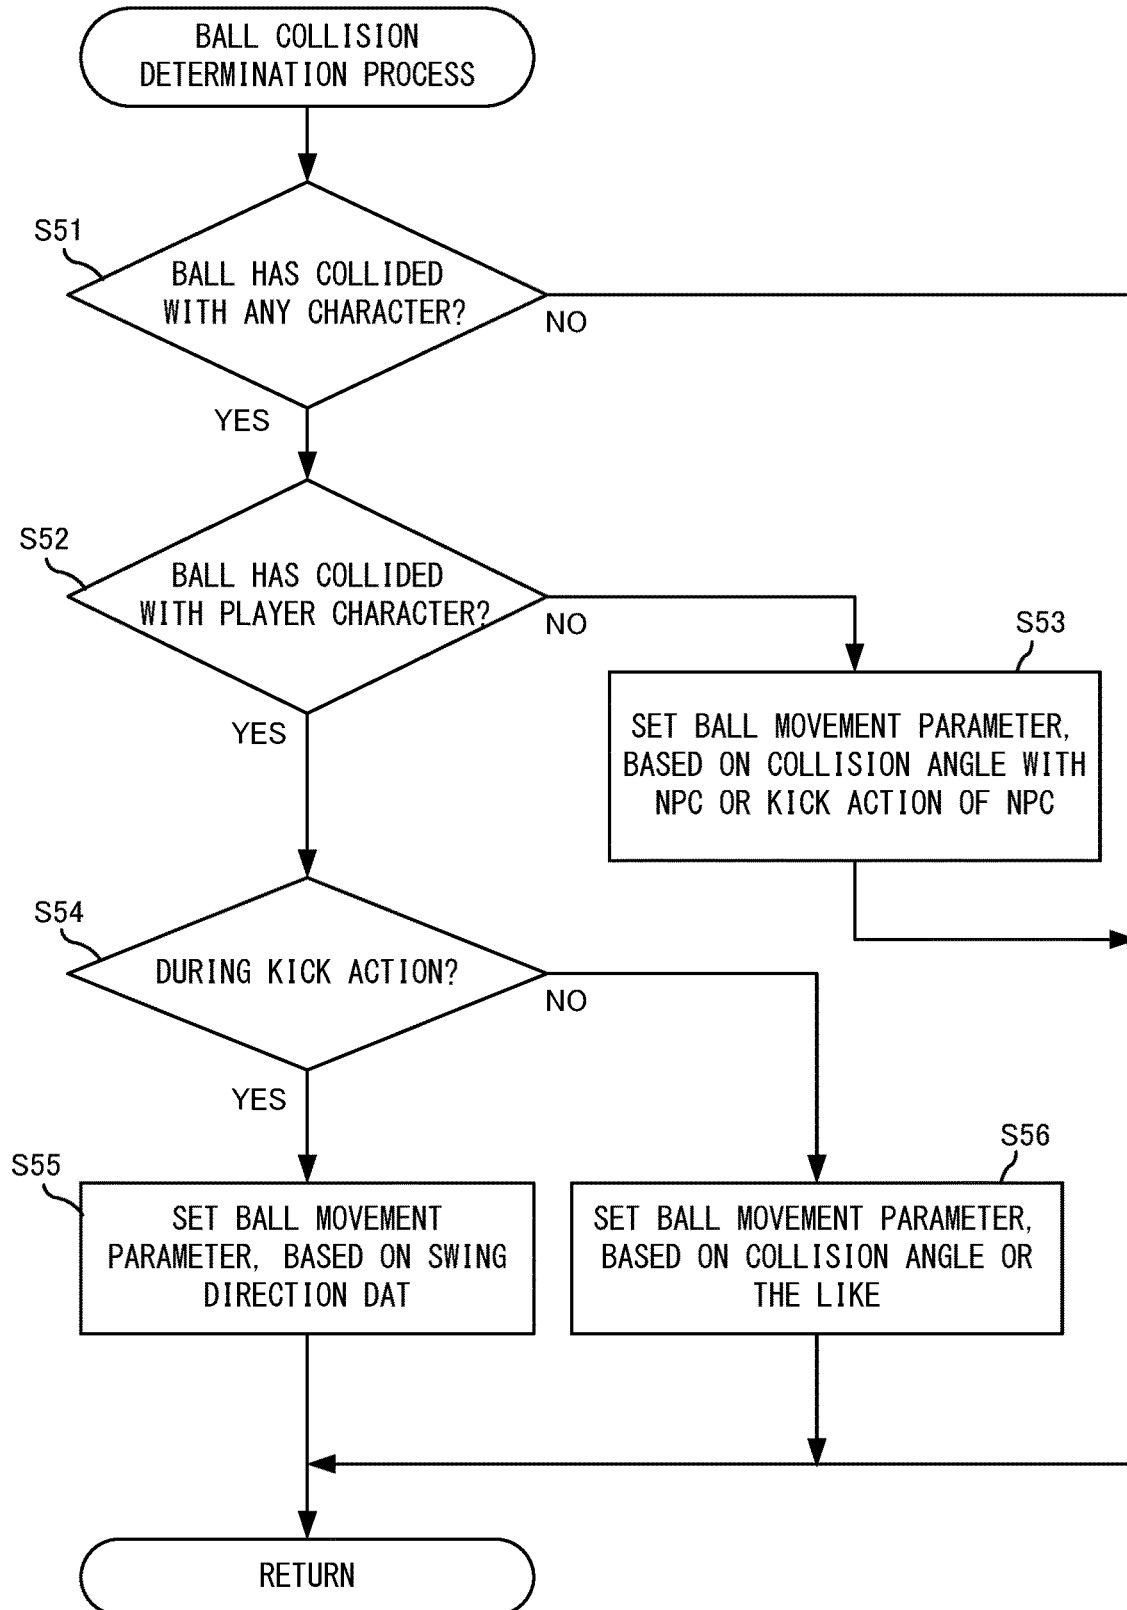 BALL COLLISION
DETERMINATION PROCESS
S51
BALL HAS COLLIDED
WITH ANY CHARACTER?
NO
YES
S52
BALL HAS COLLIDED
WITH PLAYER CHARACTER?
NO
YES
S53
SET BALL MOVEMENT PARAMETER,
BASED ON COLLISION ANGLE WITH
NPC OR KICK ACTION OF NPC
S54
DURING KICK ACTION?
NO
YES
S55
SET BALL MOVEMENT
PARAMETER, BASED ON SWING
DIRECTION DAT
S56
SET BALL MOVEMENT PARAMETER,
BASED ON COLLISION ANGLE OR
THE LIKE
RETURN